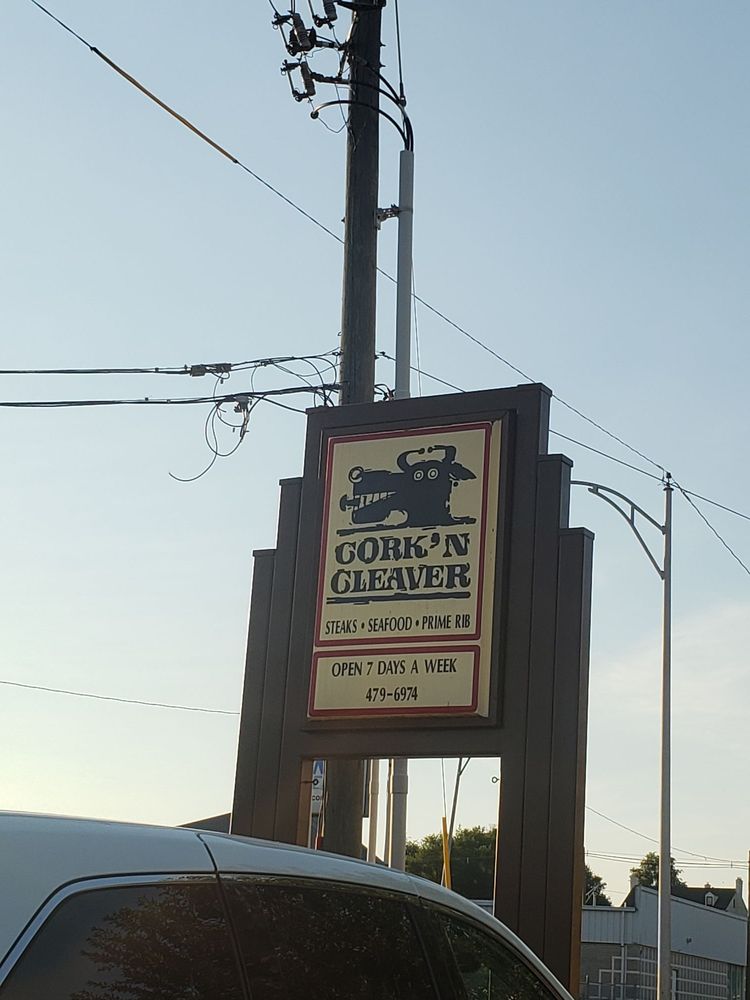 CORK'N
CLEAVER
STEAKS • SEAFOOD • PRIME RIB
OPEN 7 DAYS A WEEK
479-6974